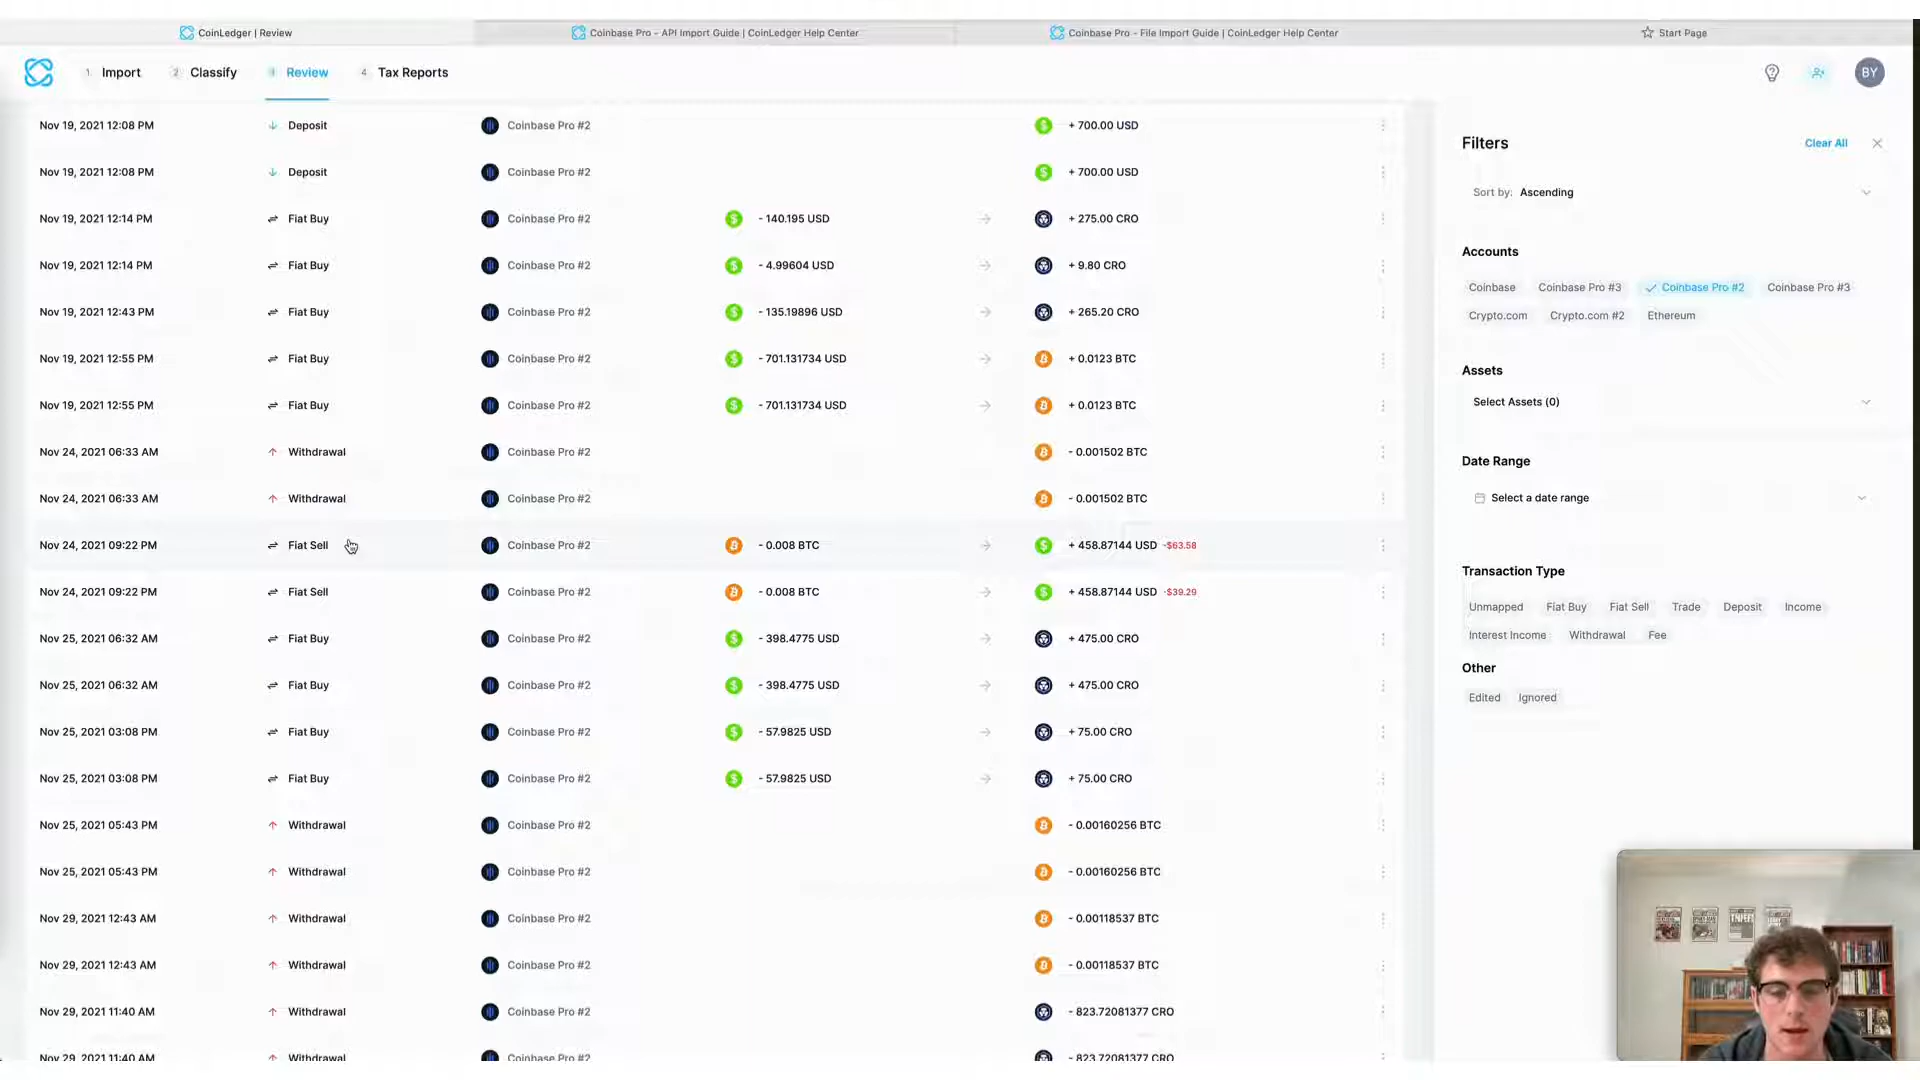 CoinLedger | Review
Coinbase Pro - API Import Guide | CoinLedger Help Center
Coinbase Pro - File Import Guide | CoinLedger Help Center
Start Page
1 Import
2 Classify
3 Review
4 Tax Reports
BY
Nov 19, 2021 12:08 PM Deposit Coinbase Pro #2 + 700.00 USD
Nov 19, 2021 12:08 PM Deposit Coinbase Pro #2 + 700.00 USD
Nov 19, 2021 12:14 PM Fiat Buy Coinbase Pro #2 - 140.195 USD + 275.00 CRO
Nov 19, 2021 12:14 PM Fiat Buy Coinbase Pro #2 - 4.99604 USD + 9.80 CRO
Nov 19, 2021 12:43 PM Fiat Buy Coinbase Pro #2 - 135.19896 USD + 265.20 CRO
Nov 19, 2021 12:55 PM Fiat Buy Coinbase Pro #2 - 701.131734 USD + 0.0123 BTC
Nov 19, 2021 12:55 PM Fiat Buy Coinbase Pro #2 - 701.131734 USD + 0.0123 BTC
Nov 24, 2021 06:33 AM Withdrawal Coinbase Pro #2 - 0.001502 BTC
Nov 24, 2021 06:33 AM Withdrawal Coinbase Pro #2 - 0.001502 BTC
Nov 24, 2021 09:22 PM Fiat Sell Coinbase Pro #2 - 0.008 BTC + 458.87144 USD -$63.58
Nov 24, 2021 09:22 PM Fiat Sell Coinbase Pro #2 - 0.008 BTC + 458.87144 USD -$39.29
Nov 25, 2021 06:32 AM Fiat Buy Coinbase Pro #2 - 398.4775 USD + 475.00 CRO
Nov 25, 2021 06:32 AM Fiat Buy Coinbase Pro #2 - 398.4775 USD + 475.00 CRO
Nov 25, 2021 03:08 PM Fiat Buy Coinbase Pro #2 - 57.9825 USD + 75.00 CRO
Nov 25, 2021 03:08 PM Fiat Buy Coinbase Pro #2 - 57.9825 USD + 75.00 CRO
Nov 25, 2021 05:43 PM Withdrawal Coinbase Pro #2 - 0.00160256 BTC
Nov 25, 2021 05:43 PM Withdrawal Coinbase Pro #2 - 0.00160256 BTC
Nov 29, 2021 12:43 AM Withdrawal Coinbase Pro #2 - 0.00118537 BTC
Nov 29, 2021 12:43 AM Withdrawal Coinbase Pro #2 - 0.00118537 BTC
Nov 29, 2021 11:40 AM Withdrawal Coinbase Pro #2 - 823.72081377 CRO
Nov 29, 2021 11:40 AM Withdrawal Coinbase Pro #2 - 823.72081377 CRO
Filters
Clear All
Sort by: Ascending
Accounts
Coinbase Coinbase Pro #3 Coinbase Pro #2 Coinbase Pro #3
Crypto.com Crypto.com #2 Ethereum
Assets
Select Assets (0)
Date Range
Select a date range
Transaction Type
Unmapped Fiat Buy Fiat Sell Trade Deposit Income
Interest Income Withdrawal Fee
Other
Edited Ignored